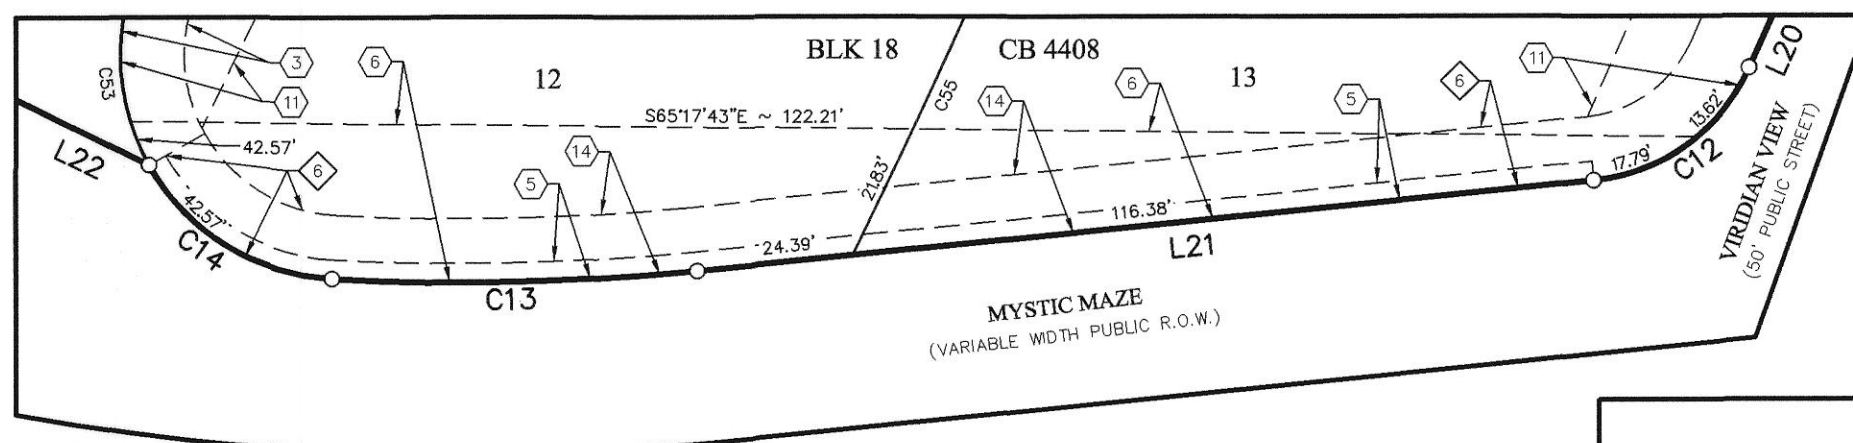 BLK 18
CB 4408
12
13
3
6
11
C53
C55
S65°17'43"E ~ 122.21'
14
6
5
6
11
L20
13.62'
42.57'
14
6
5
L22
21.83'
17.79'
C12
42.57'
C14
24.39'
116.38'
L21
C13
MYSTIC MAZE
(VARIABLE WIDTH PUBLIC R.O.W.)
VIRIDIAN VIEW
(50' PUBLIC STREET)